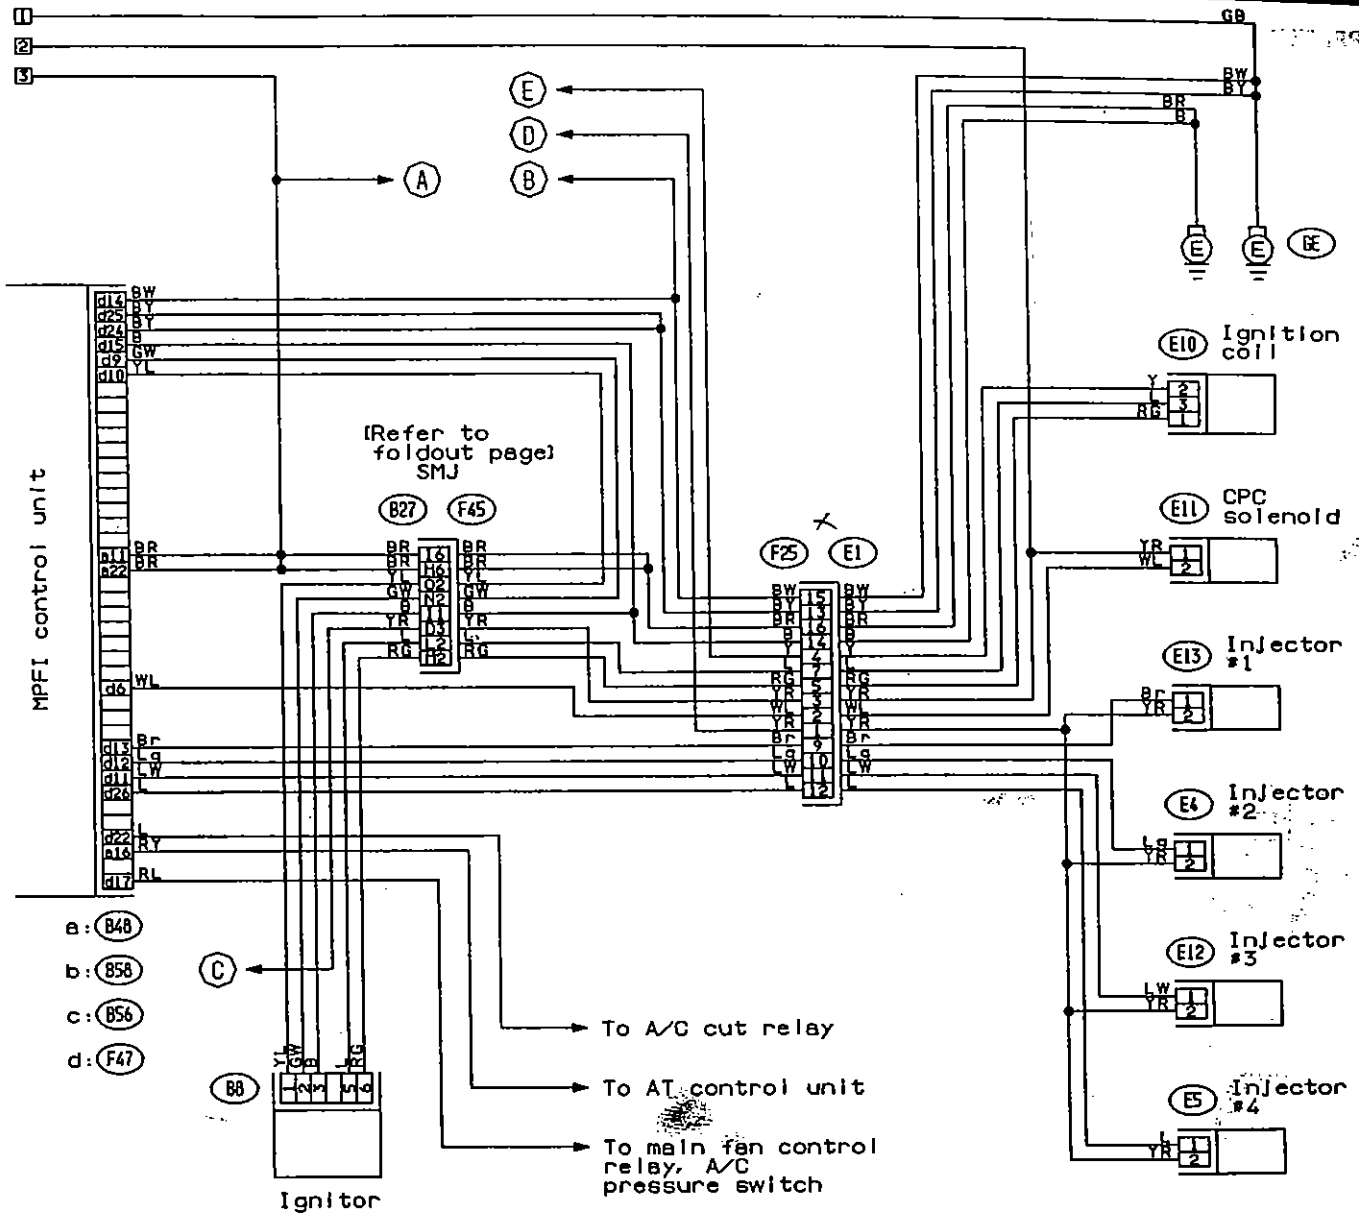 1
GB
2
3
E
BW
BY
BR
B
D
A
B
E
E
GE
d14 BW
d25 BY
d24 BY
d15 B
d9 GW
d10 YL
E10 Ignition
coil
Y 2
L 3
RG 1
[Refer to
foldout page]
SMJ
B27 F45
MPFI control unit
E11 CPC
solenoid
YR 1
WL 2
a11 BR
a22 BR
BR I6 BR
BR H6 BR
YL O2 YL
GW N2 GW
B I1 B
YR D3 YR
L L2 L
RG H2 RG
F25 E1
BW 15 BW
BY 13 BY
BR 16 BR
B 14 B
Y 4 Y
L 7 L
RG 5 RG
YR 3 YR
WL 2 WL
YR 1 YR
Br 9 Br
Lg 10 Lg
LW 11 LW
L 12 L
E13 Injector
#1
Br 1
YR 2
d6 WL
d13 Br
d12 Lg
d11 LW
d26 L
d22 L
a16 RY
d17 RL
E4 Injector
#2
Lg 1
YR 2
a: B48
b: B58
c: B56
d: F47
C
E12 Injector
#3
LW 1
YR 2
To A/C cut relay
YL GW B L RG
B8 1 2 3 5 6
To AT control unit
E5 Injector
#4
L 1
YR 2
To main fan control
relay, A/C
pressure switch
Ignitor